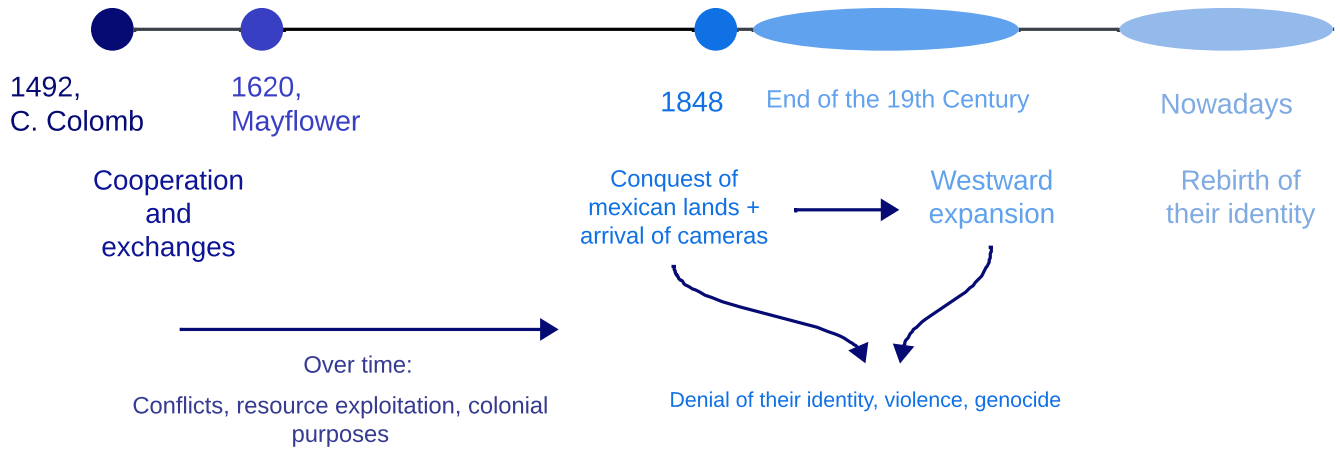 1492,
C. Colomb
1620,
Mayflower
1848
End of the 19th Century
Nowadays
Cooperation
and
exchanges
Conquest of
mexican lands +
arrival of cameras
Westward
expansion
Rebirth of
their identity
Over time:
Conflicts, resource exploitation, colonial
purposes
Denial of their identity, violence, genocide